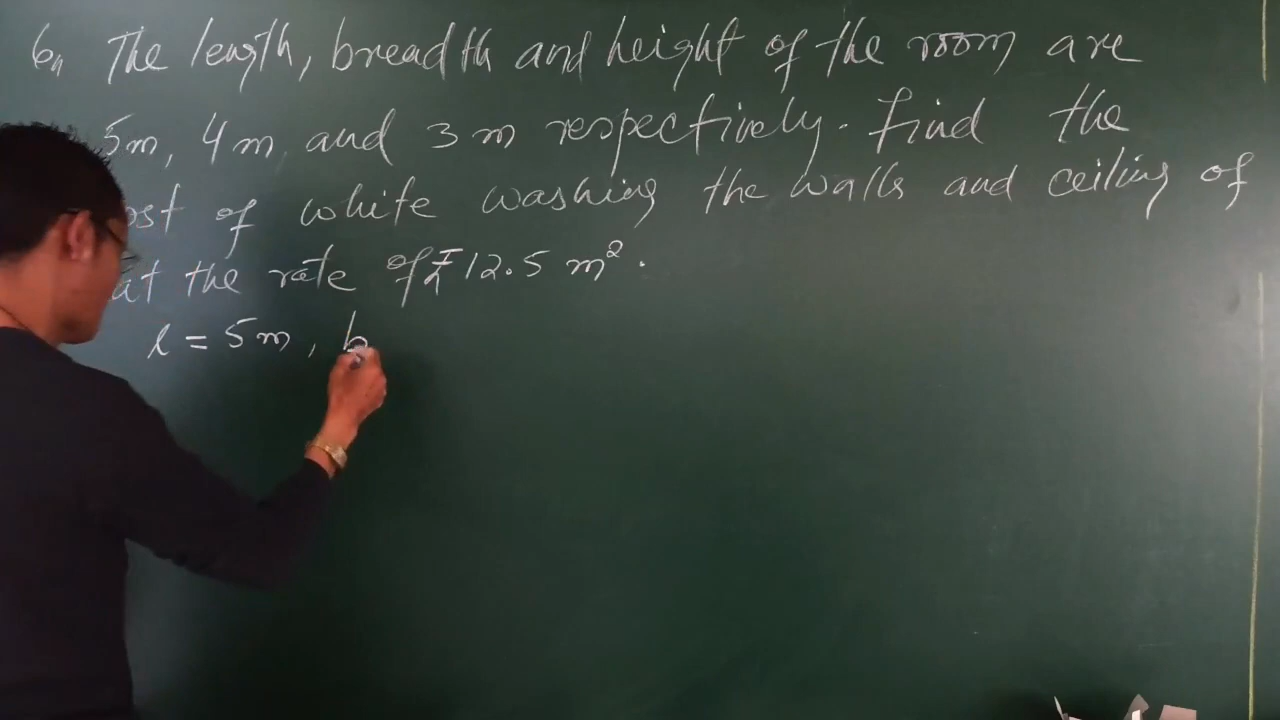 6, The length, breadth and height of the room are
5m, 4m and 3m respectively. Find the
ost of white washing the walls and ceiling of
at the rate of ₹12.5 m².
l = 5m, b